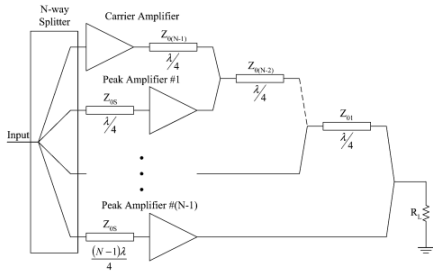 N-way
Splitter
Carrier Amplifier
Z0(N-1)
λ/4
Z0(N-2)
λ/4
Peak Amplifier #1
Z0S
λ/4
Z01
λ/4
Input
Peak Amplifier #(N-1)
Z0S
(N−1)λ
4
RL